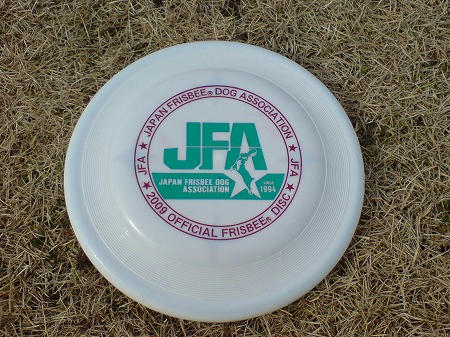 ★ JAPAN FRISBEE® DOG ASSOCIATION ★
JFA
JFA
JFA
JAPAN FRISBEE DOG
ASSOCIATION
SINCE
1994
★ 2009 OFFICIAL FRISBEE® DISC ★